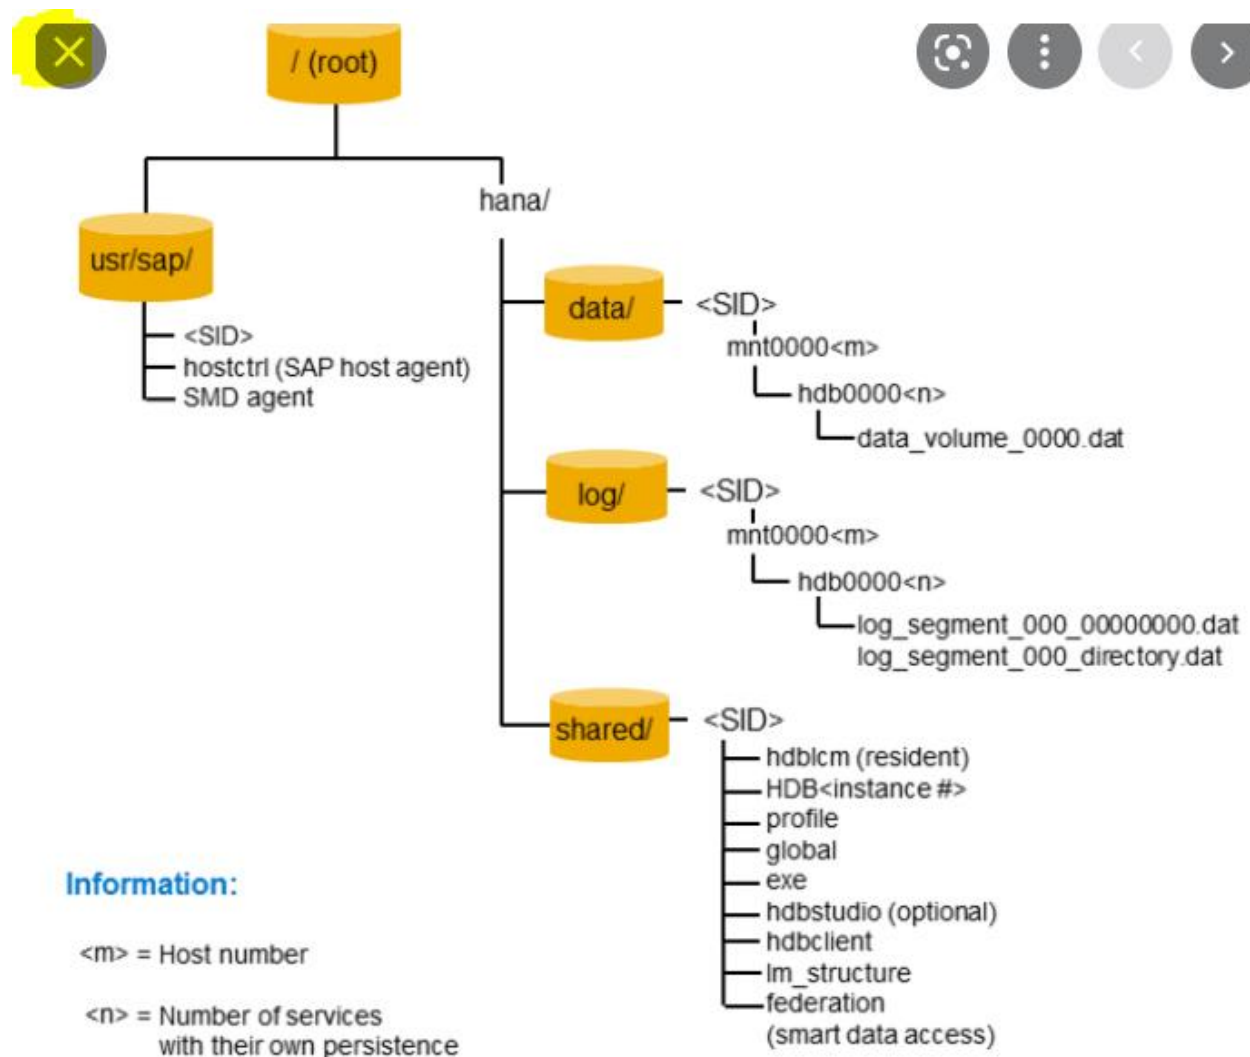 / (root)
hana/
usr/sap/
<SID>
hostctrl (SAP host agent)
SMD agent
data/
<SID>
mnt0000<m>
hdb0000<n>
data_volume_0000.dat
log/
<SID>
mnt0000<m>
hdb0000<n>
log_segment_000_00000000.dat
log_segment_000_directory.dat
shared/
<SID>
hdblcm (resident)
HDB<instance #>
profile
global
exe
hdbstudio (optional)
hdbclient
lm_structure
federation
(smart data access)
Information:
<m> = Host number
<n> = Number of services
with their own persistence